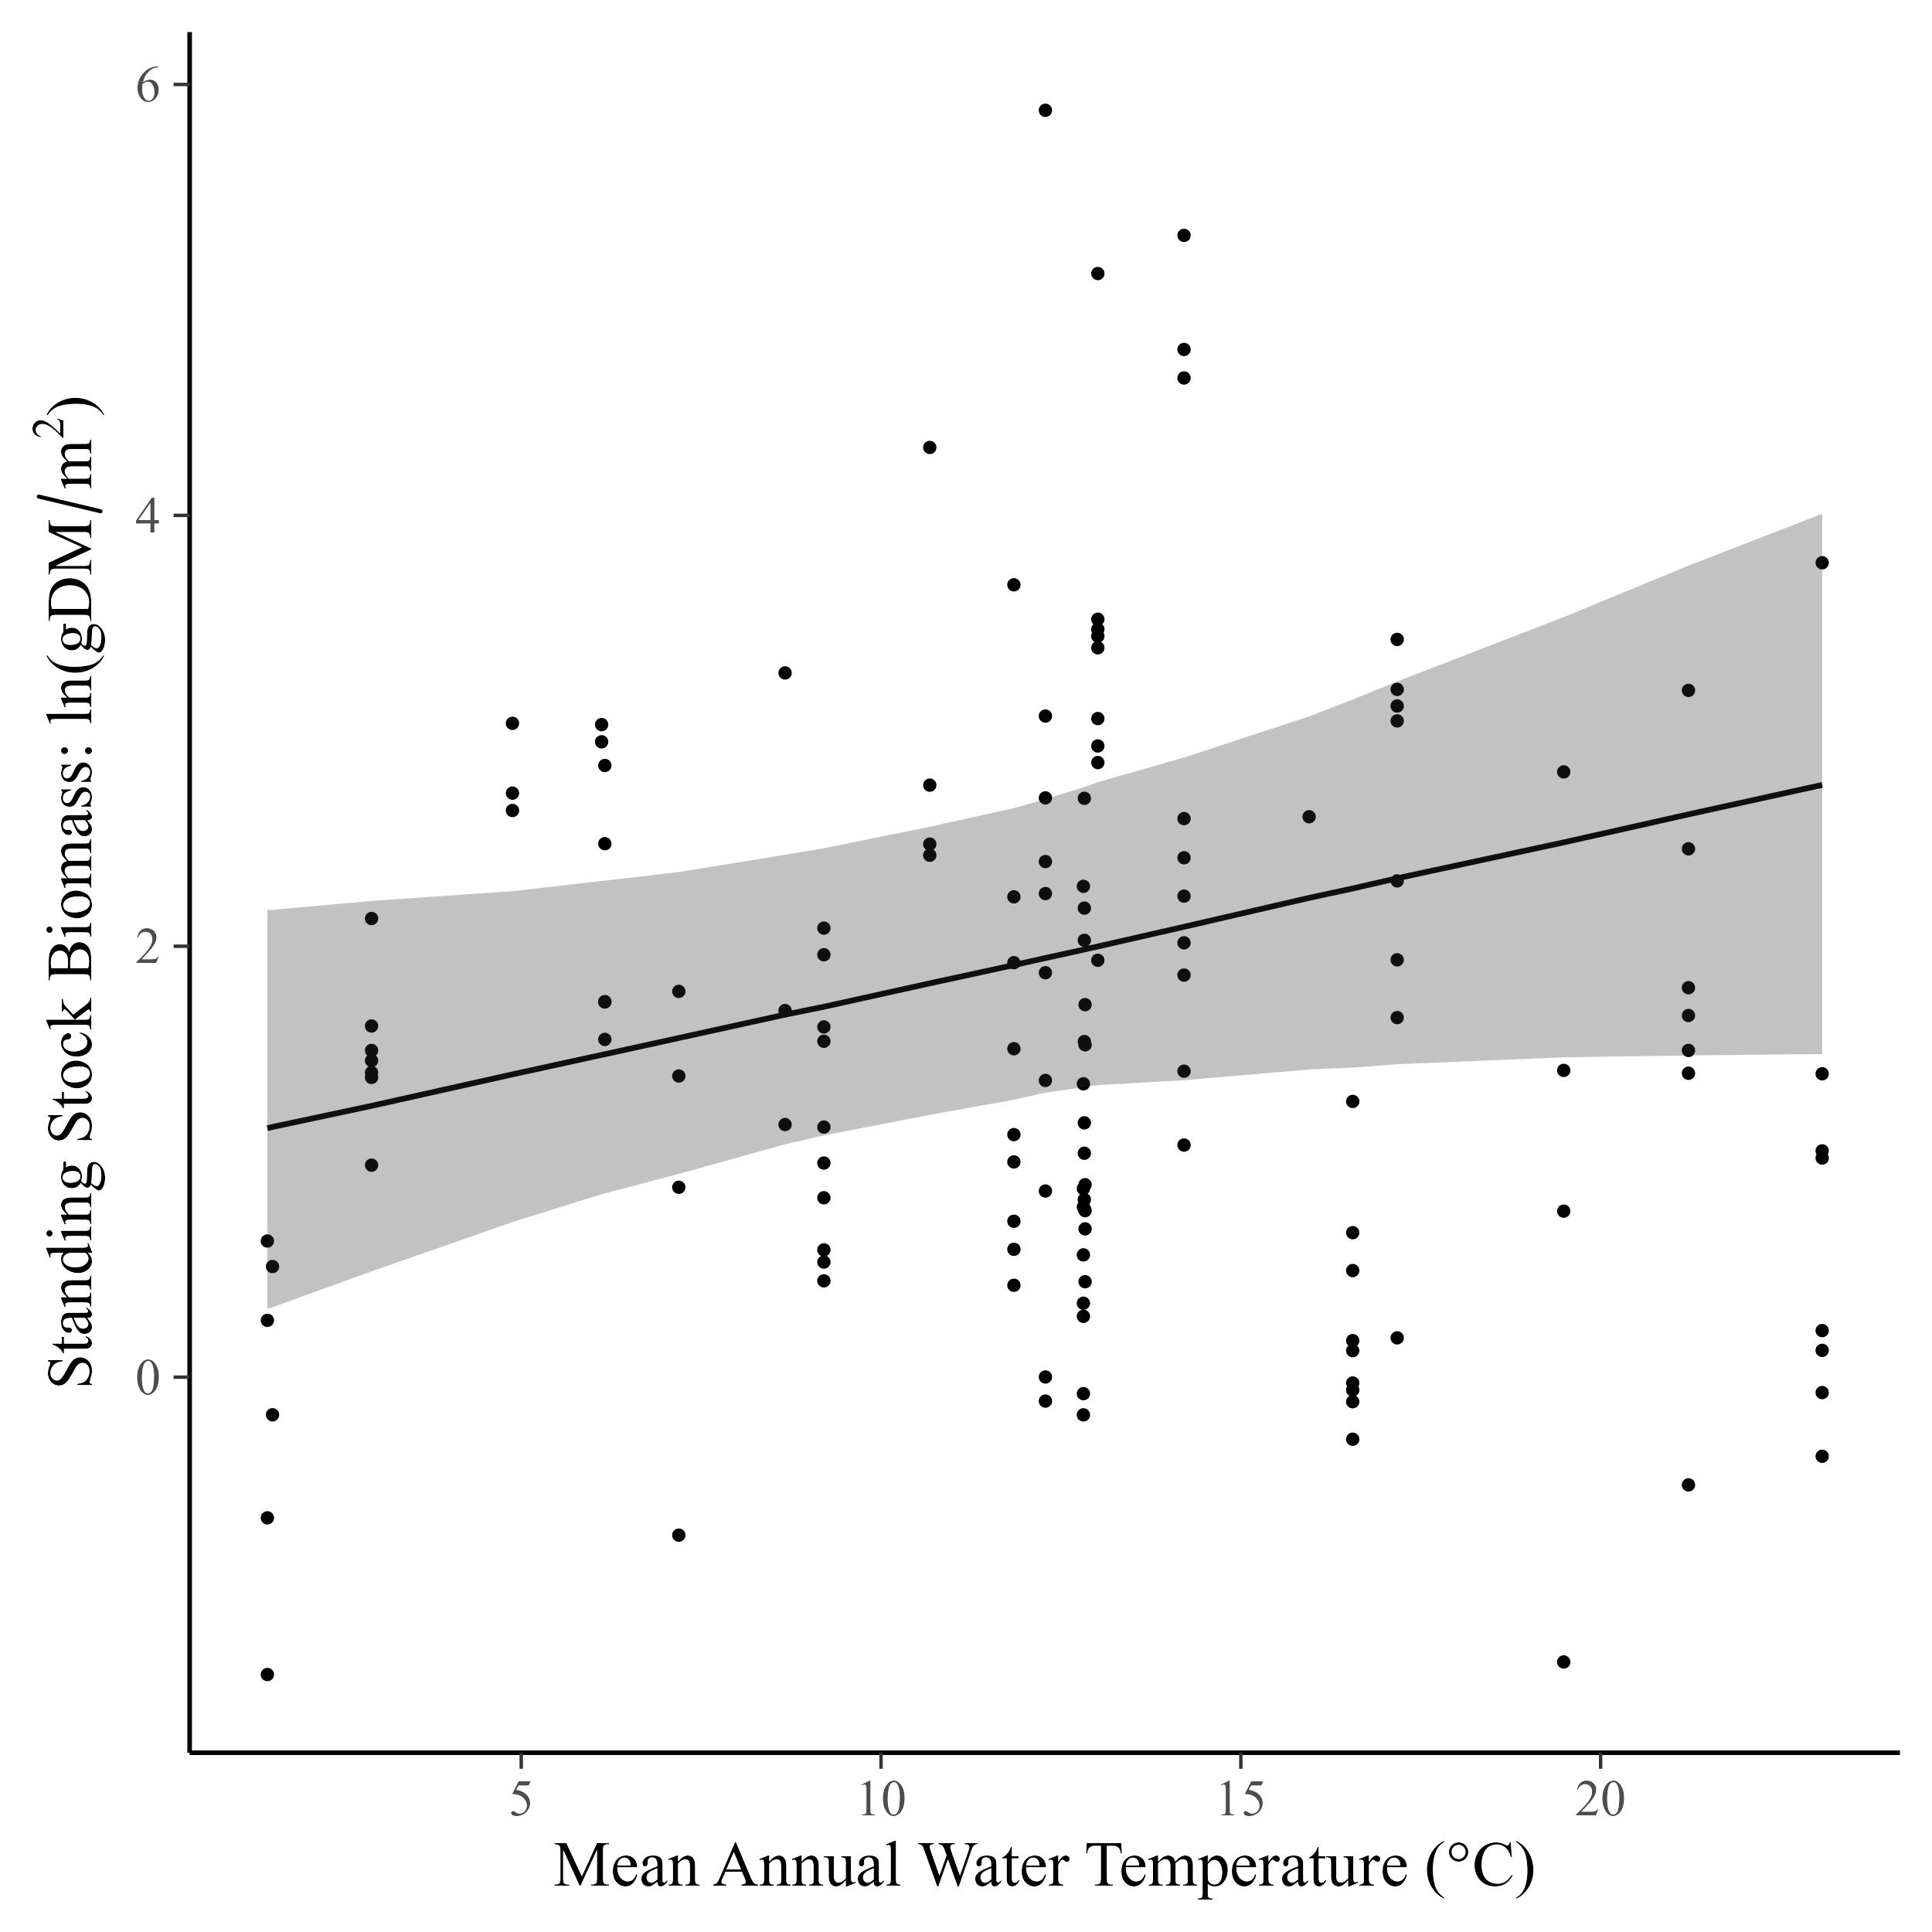 Standing Stock Biomass: ln(gDM/m²)
6
4
2
0
5 10 15 20
Mean Annual Water Temperature (°C)